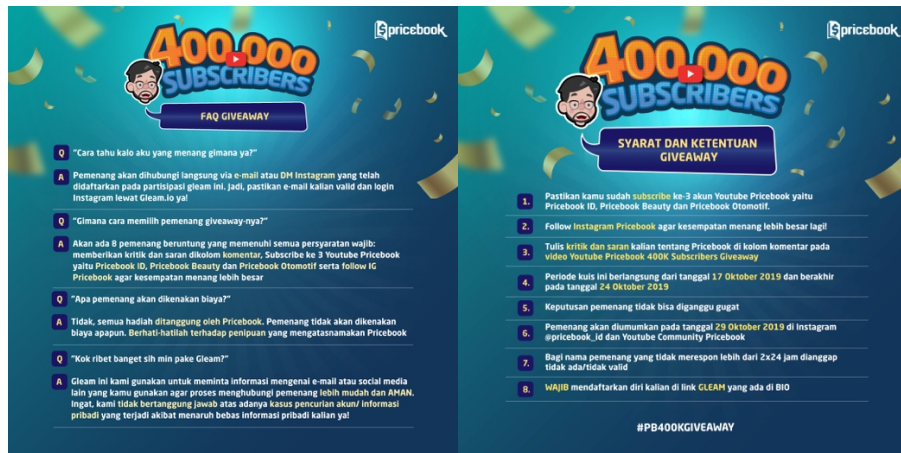 pricebook
400.000
SUBSCRIBERS
FAQ GIVEAWAY
Q "Cara tahu kalo aku yang menang gimana ya?"
A Pemenang akan dihubungi langsung via e-mail atau DM Instagram yang telah
didaftarkan pada partisipasi gleam ini. Jadi, pastikan e-mail kalian valid dan login
Instagram lewat Gleam.io ya!
Q "Gimana cara memilih pemenang giveaway-nya?"
A Akan ada 8 pemenang beruntung yang memenuhi semua persyaratan wajib:
memberikan kritik dan saran dikolom komentar, Subscribe ke 3 Youtube Pricebook
yaitu Pricebook ID, Pricebook Beauty dan Pricebook Otomotif serta follow IG
Pricebook agar kesempatan menang lebih besar
Q "Apa pemenang akan dikenakan biaya?"
A Tidak, semua hadiah ditanggung oleh Pricebook. Pemenang tidak akan dikenakan
biaya apapun. Berhati-hatilah terhadap penipuan yang mengatasnamakan Pricebook
Q "Kok ribet banget sih min pake Gleam?"
A Gleam ini kami gunakan untuk meminta informasi mengenai e-mail atau social media
lain yang kamu gunakan agar proses menghubungi pemenang lebih mudah dan AMAN.
Ingat, kami tidak bertanggung jawab atas adanya kasus pencurian akun/ informasi
pribadi yang terjadi akibat menaruh bebas informasi pribadi kalian ya!
pricebook
400.000
SUBSCRIBERS
SYARAT DAN KETENTUAN
GIVEAWAY
1. Pastikan kamu sudah subscribe ke-3 akun Youtube Pricebook yaitu
Pricebook ID, Pricebook Beauty dan Pricebook Otomotif.
2. Follow Instagram Pricebook agar kesempatan menang lebih besar lagi!
3. Tulis kritik dan saran kalian tentang Pricebook di kolom komentar pada
video Youtube Pricebook 400K Subscribers Giveaway
4. Periode kuis ini berlangsung dari tanggal 17 Oktober 2019 dan berakhir
pada tanggal 24 Oktober 2019
5. Keputusan pemenang tidak bisa diganggu gugat
6. Pemenang akan diumumkan pada tanggal 29 Oktober 2019 di Instagram
@pricebook_id dan Youtube Community Pricebook
7. Bagi nama pemenang yang tidak merespon lebih dari 2x24 jam dianggap
tidak ada/tidak valid
8. WAJIB mendaftarkan diri kalian di link GLEAM yang ada di BIO
#PB400KGIVEAWAY